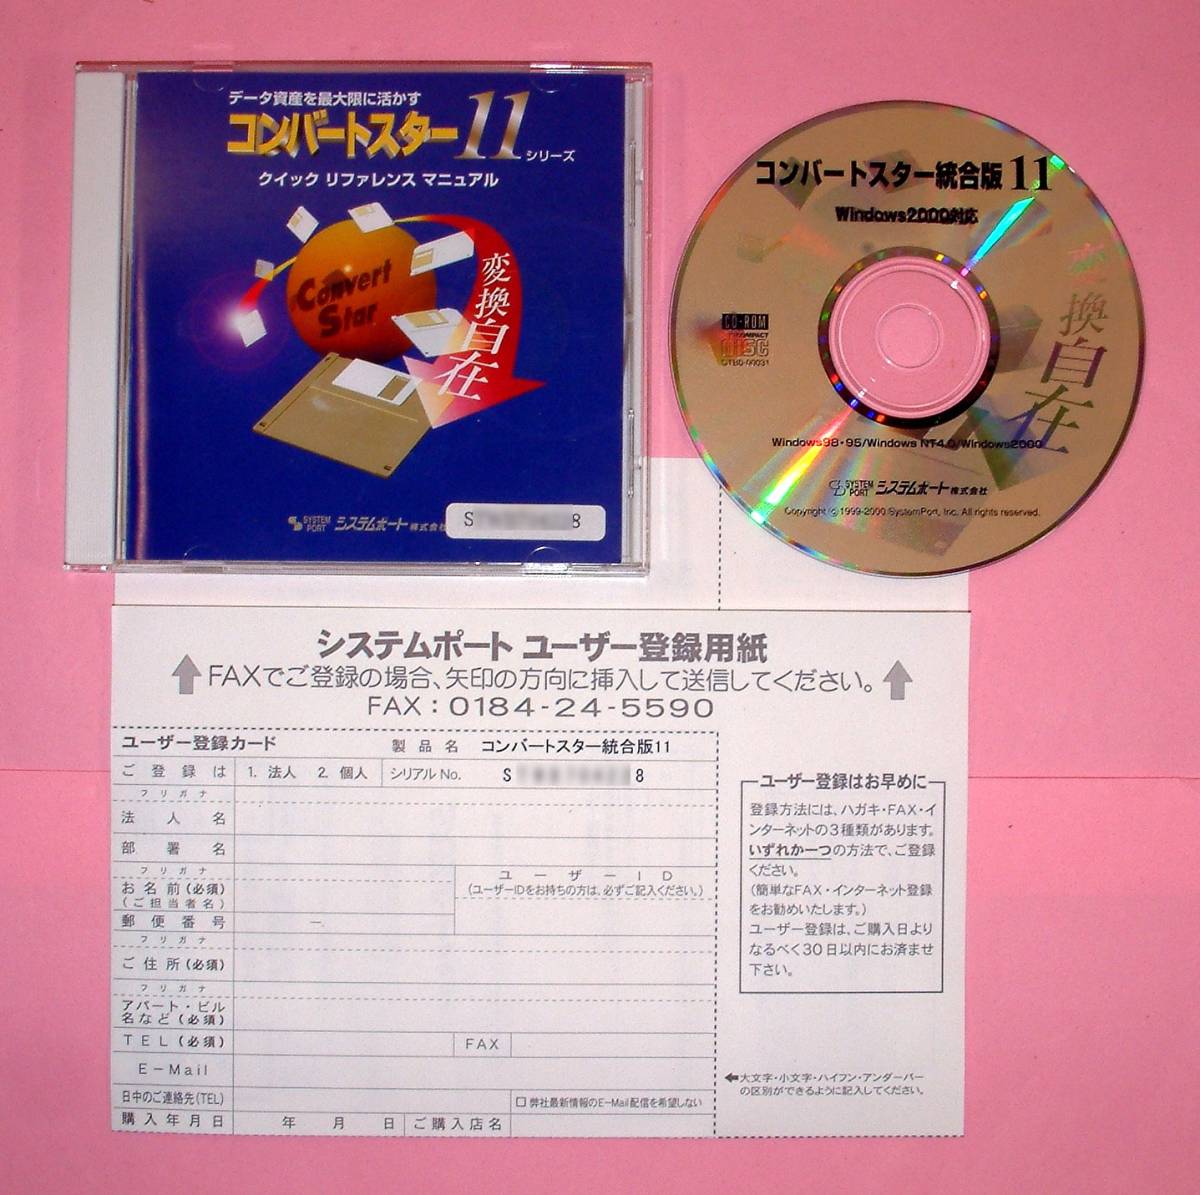 データ資産を最大限に活かす
コンバートスター11シリーズ
クイック リファレンス マニュアル
Convert
Star
変換自在
SYSTEM
PORT
システムポート株式会社
S 8
コンバートスター統合版11
Windows2000対応
変換自在
CD-ROM
COMPACT
DISC
CTBD-00031
Windows98・95/Windows NT4.0/Windows2000
SYSTEM
PORT
システムポート株式会社
Copyright © 1999-2000 SystemPort, Inc. All rights reserved.
システムポート ユーザー登録用紙
FAXでご登録の場合、矢印の方向に挿入して送信してください。
FAX：0184-24-5590
ユーザー登録カード 製品名 コンバートスター統合版11
ご登録は 1. 法人 2. 個人 シリアルNo. S 8
フリガナ
法人名
部署名
フリガナ
お名前(必須)
(ご担当者名)
ユーザーID
(ユーザーIDをお持ちの方は、必ずご記入ください。)
郵便番号 －
フリガナ
ご住所(必須)
フリガナ
アパート・ビル
名など(必須)
TEL(必須) FAX
E－Mail
日中のご連絡先(TEL) □ 弊社最新情報のE-Mail配信を希望しない
購入年月日 年 月 日 ご購入店名
ユーザー登録はお早めに
登録方法には、ハガキ・FAX・イ
ンターネットの3種類があります。
いずれか一つの方法で、ご登録
ください。
(簡単なFAX・インターネット登録
をお勧めいたします。)
ユーザー登録は、ご購入日より
なるべく30日以内にお済ませ
下さい。
←大文字・小文字・ハイフン・アンダーバー
の区別ができるように記入してください。